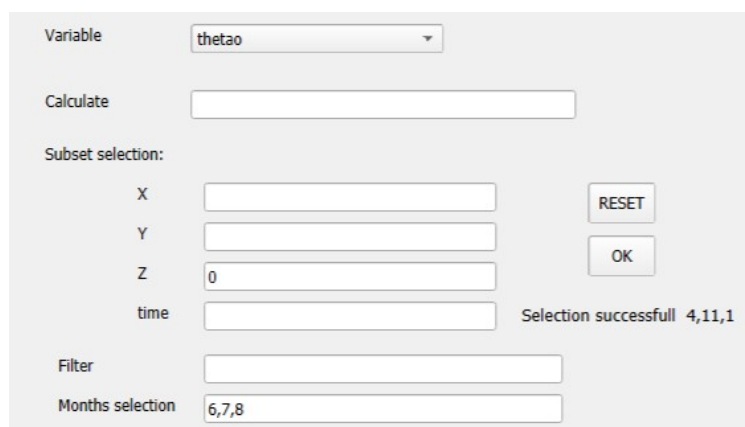 Variable thetao
Calculate
Subset selection:
X RESET
Y
Z 0 OK
time Selection successfull 4,11,1
Filter
Months selection 6,7,8